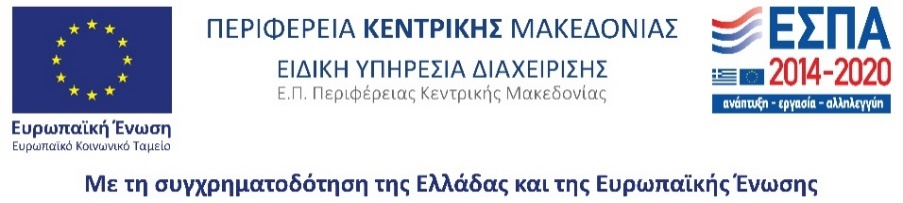 ΠΕΡΙΦΕΡΕΙΑ ΚΕΝΤΡΙΚΗΣ ΜΑΚΕΔΟΝΙΑΣ
ΕΙΔΙΚΗ ΥΠΗΡΕΣΙΑ ΔΙΑΧΕΙΡΙΣΗΣ
Ε.Π. Περιφέρειας Κεντρικής Μακεδονίας
Ευρωπαϊκή Ένωση
Ευρωπαϊκό Κοινωνικό Ταμείο
ΕΣΠΑ
2014-2020
ανάπτυξη - εργασία - αλληλεγγύη
Με τη συγχρηματοδότηση της Ελλάδας και της Ευρωπαϊκής Ένωσης